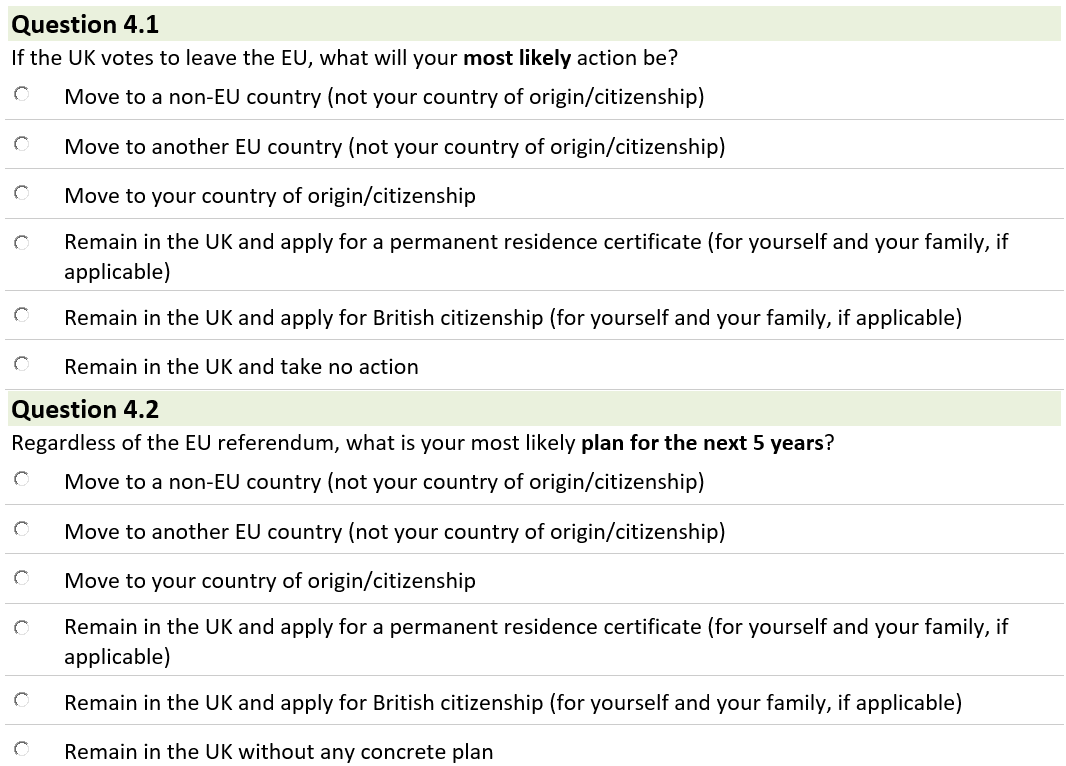 Question 4.1
If the UK votes to leave the EU, what will your most likely action be?
Move to a non-EU country (not your country of origin/citizenship)
Move to another EU country (not your country of origin/citizenship)
Move to your country of origin/citizenship
Remain in the UK and apply for a permanent residence certificate (for yourself and your family, if
applicable)
Remain in the UK and apply for British citizenship (for yourself and your family, if applicable)
Remain in the UK and take no action
Question 4.2
Regardless of the EU referendum, what is your most likely plan for the next 5 years?
Move to a non-EU country (not your country of origin/citizenship)
Move to another EU country (not your country of origin/citizenship)
Move to your country of origin/citizenship
Remain in the UK and apply for a permanent residence certificate (for yourself and your family, if
applicable)
Remain in the UK and apply for British citizenship (for yourself and your family, if applicable)
Remain in the UK without any concrete plan